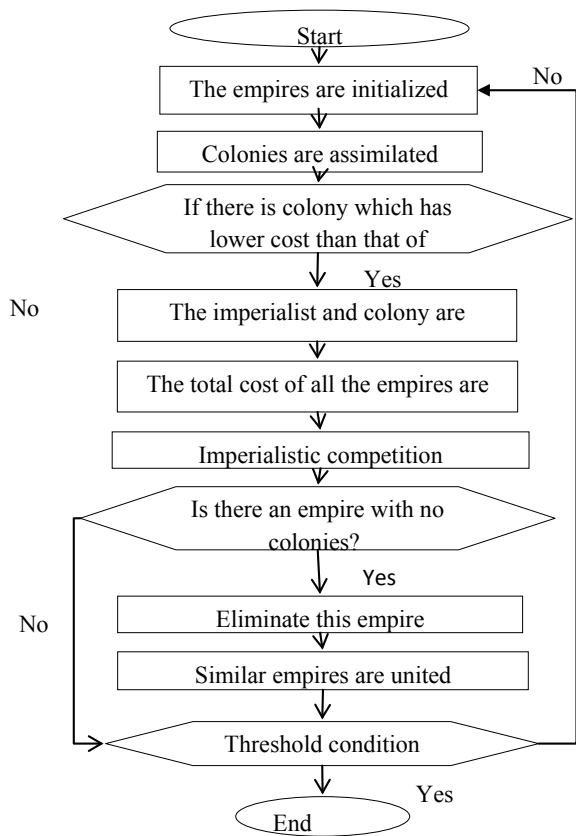 Start
No
The empires are initialized
Colonies are assimilated
If there is colony which has
lower cost than that of
Yes
No
The imperialist and colony are
The total cost of all the empires are
Imperialistic competition
Is there an empire with no
colonies?
Yes
No
Eliminate this empire
Similar empires are united
Threshold condition
Yes
End